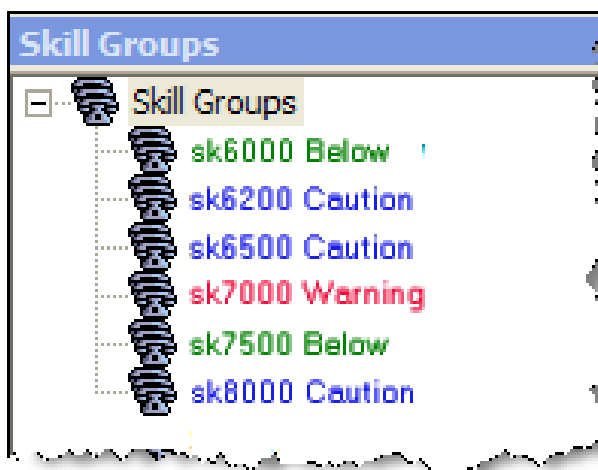 Skill Groups
Skill Groups
sk6000 Below
sk6200 Caution
sk6500 Caution
sk7000 Warning
sk7500 Below
sk8000 Caution